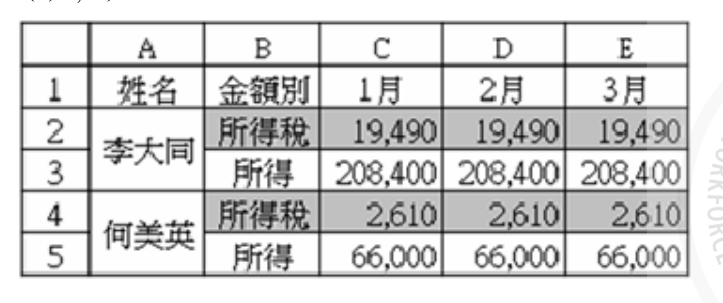 A B C D E
1 姓名 金額別 1月 2月 3月
2 李大同 所得稅 19,490 19,490 19,490
3 所得 208,400 208,400 208,400
4 何美英 所得稅 2,610 2,610 2,610
5 所得 66,000 66,000 66,000